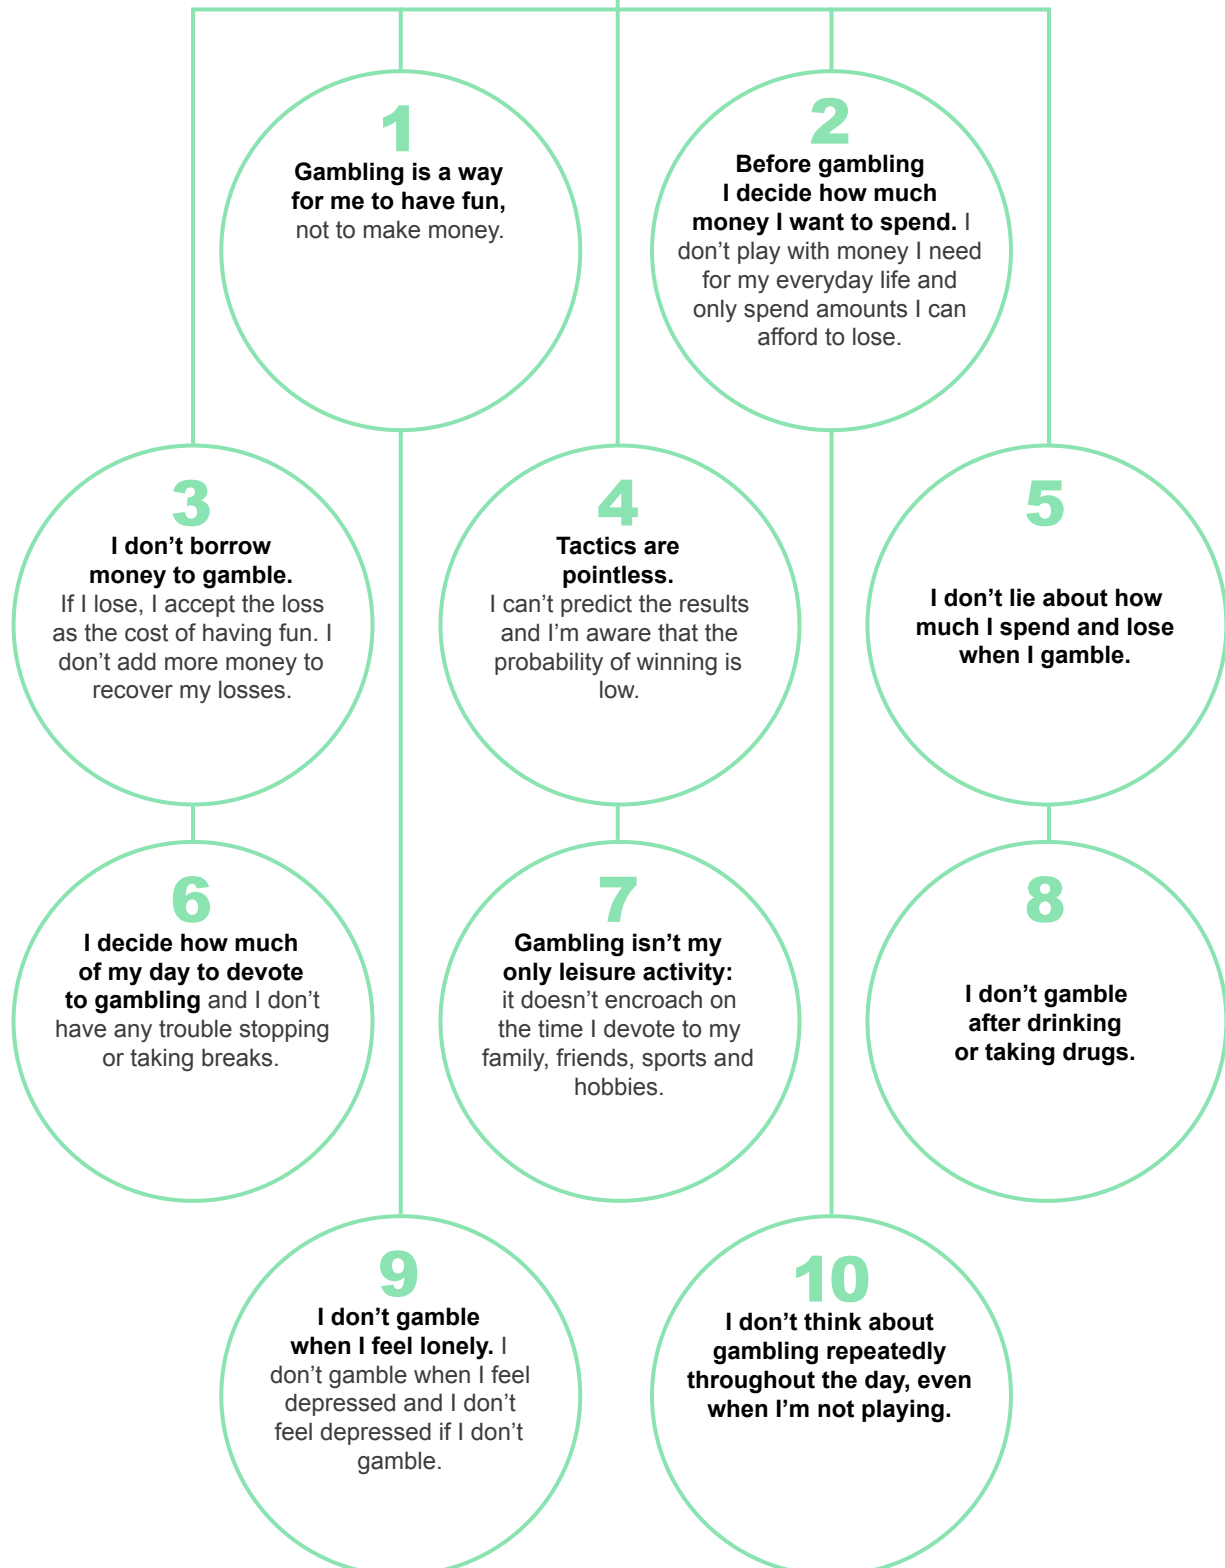 1
Gambling is a way
for me to have fun,
not to make money.
2
Before gambling
I decide how much
money I want to spend. I
don’t play with money I need
for my everyday life and
only spend amounts I can
afford to lose.
3
I don’t borrow
money to gamble.
If I lose, I accept the loss
as the cost of having fun. I
don’t add more money to
recover my losses.
4
Tactics are
pointless.
I can’t predict the results
and I’m aware that the
probability of winning is
low.
5
I don’t lie about how
much I spend and lose
when I gamble.
6
I decide how much
of my day to devote
to gambling and I don’t
have any trouble stopping
or taking breaks.
7
Gambling isn’t my
only leisure activity:
it doesn’t encroach on
the time I devote to my
family, friends, sports and
hobbies.
8
I don’t gamble
after drinking
or taking drugs.
9
I don’t gamble
when I feel lonely. I
don’t gamble when I feel
depressed and I don’t
feel depressed if I don’t
gamble.
10
I don’t think about
gambling repeatedly
throughout the day, even
when I’m not playing.